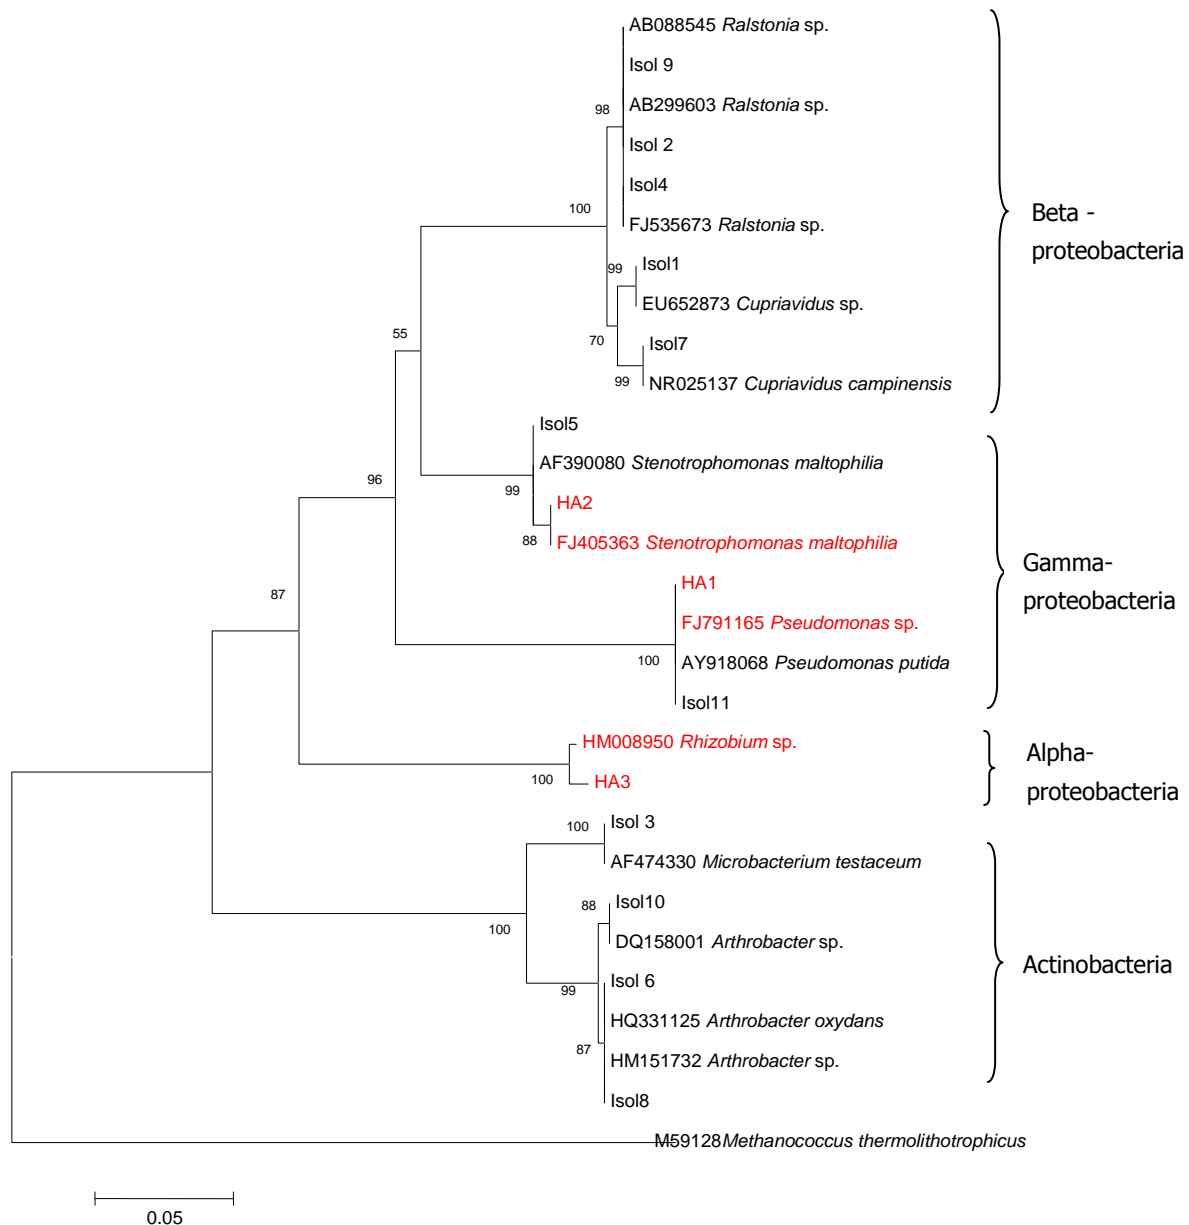 AB088545 Ralstonia sp.
Isol 9
98
AB299603 Ralstonia sp.
Isol 2
Isol4
100
FJ535673 Ralstonia sp.
Beta -
proteobacteria
Isol1
99
EU652873 Cupriavidus sp.
55
70
Isol7
99
NR025137 Cupriavidus campinensis
Isol5
AF390080 Stenotrophomonas maltophilia
96
99
HA2
88
FJ405363 Stenotrophomonas maltophilia
Gamma-
proteobacteria
HA1
87
FJ791165 Pseudomonas sp.
100
AY918068 Pseudomonas putida
Isol11
HM008950 Rhizobium sp.
Alpha-
proteobacteria
100
HA3
Isol 3
100
AF474330 Microbacterium testaceum
88
Isol10
100
DQ158001 Arthrobacter sp.
Actinobacteria
Isol 6
99
HQ331125 Arthrobacter oxydans
87
HM151732 Arthrobacter sp.
Isol8
M59128 Methanococcus thermolithotrophicus
0.05